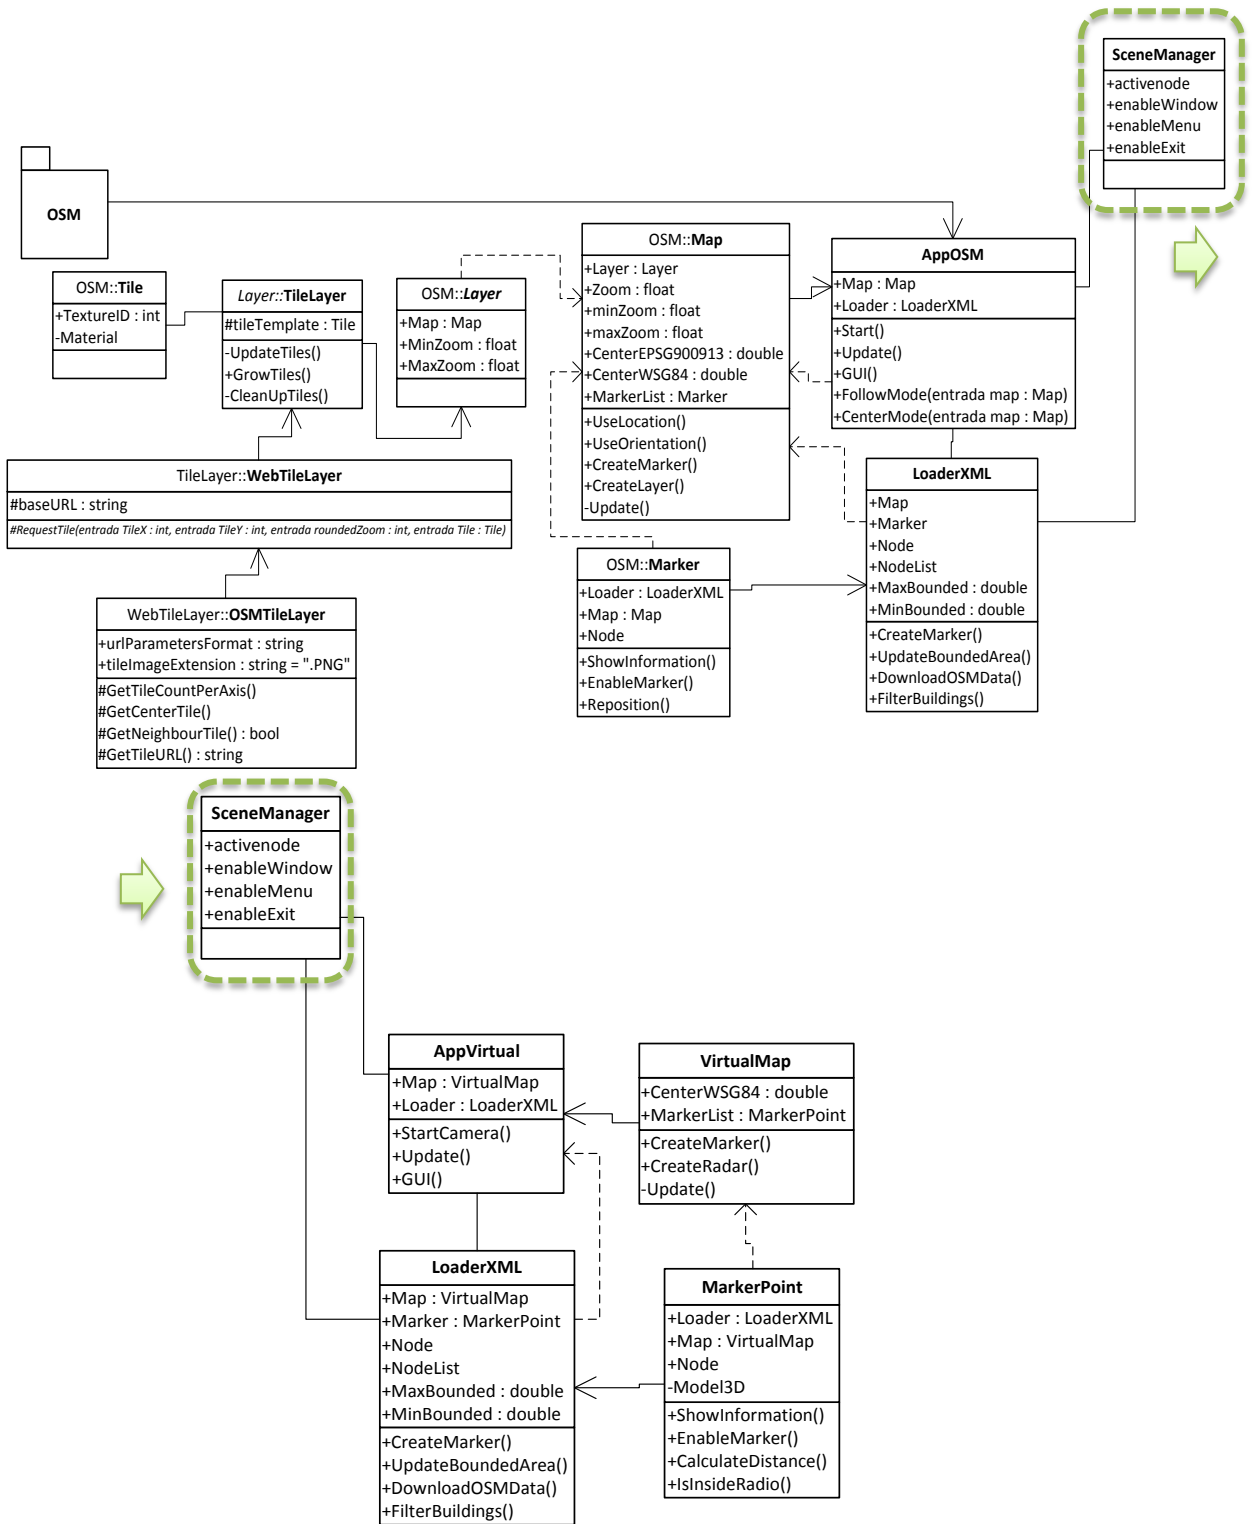 SceneManager
+activenode
+enableWindow
+enableMenu
+enableExit
OSM
OSM::Tile
+TextureID : int
-Material
Layer::TileLayer
#tileTemplate : Tile
-UpdateTiles()
+GrowTiles()
-CleanUpTiles()
OSM::Layer
+Map : Map
+MinZoom : float
+MaxZoom : float
OSM::Map
+Layer : Layer
+Zoom : float
+minZoom : float
+maxZoom : float
+CenterEPSG900913 : double
+CenterWSG84 : double
+MarkerList : Marker
+UseLocation()
+UseOrientation()
+CreateMarker()
+CreateLayer()
-Update()
AppOSM
+Map : Map
+Loader : LoaderXML
+Start()
+Update()
+GUI()
+FollowMode(entrada map : Map)
+CenterMode(entrada map : Map)
TileLayer::WebTileLayer
#baseURL : string
#RequestTile(entrada TileX : int, entrada TileY : int, entrada roundedZoom : int, entrada Tile : Tile)
LoaderXML
+Map
+Marker
+Node
+NodeList
+MaxBounded : double
+MinBounded : double
+CreateMarker()
+UpdateBoundedArea()
+DownloadOSMData()
+FilterBuildings()
OSM::Marker
+Loader : LoaderXML
+Map : Map
+Node
+ShowInformation()
+EnableMarker()
+Reposition()
WebTileLayer::OSMTileLayer
+urlParametersFormat : string
+tileImageExtension : string = ".PNG"
#GetTileCountPerAxis()
#GetCenterTile()
#GetNeighbourTile() : bool
#GetTileURL() : string
SceneManager
+activenode
+enableWindow
+enableMenu
+enableExit
AppVirtual
+Map : VirtualMap
+Loader : LoaderXML
+StartCamera()
+Update()
+GUI()
VirtualMap
+CenterWSG84 : double
+MarkerList : MarkerPoint
+CreateMarker()
+CreateRadar()
-Update()
LoaderXML
+Map : VirtualMap
+Marker : MarkerPoint
+Node
+NodeList
+MaxBounded : double
+MinBounded : double
+CreateMarker()
+UpdateBoundedArea()
+DownloadOSMData()
+FilterBuildings()
MarkerPoint
+Loader : LoaderXML
+Map : VirtualMap
+Node
-Model3D
+ShowInformation()
+EnableMarker()
+CalculateDistance()
+IsInsideRadio()